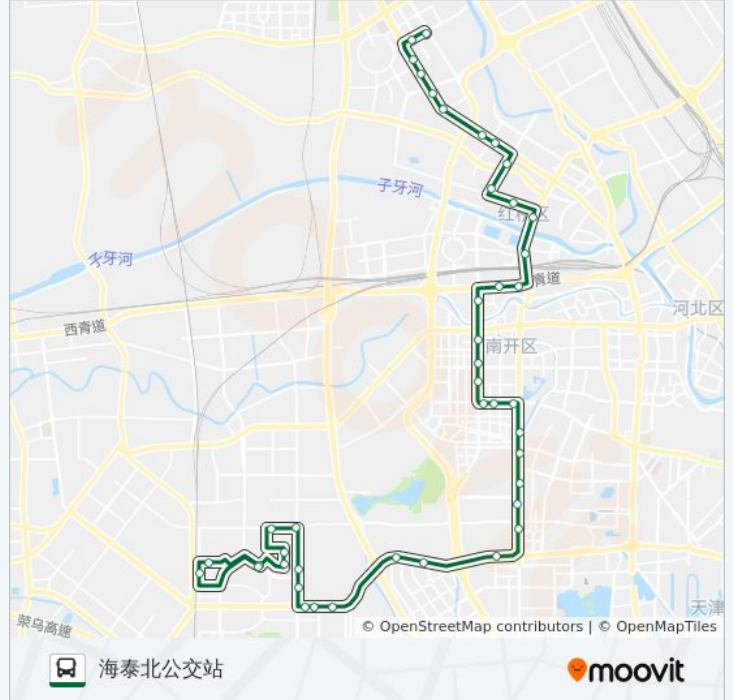 子牙河
红桥区
子牙河
青道
河北区
西青道
南开区
天津
荣乌高速
© OpenStreetMap contributors | © OpenMapTiles
海泰北公交站
moovit